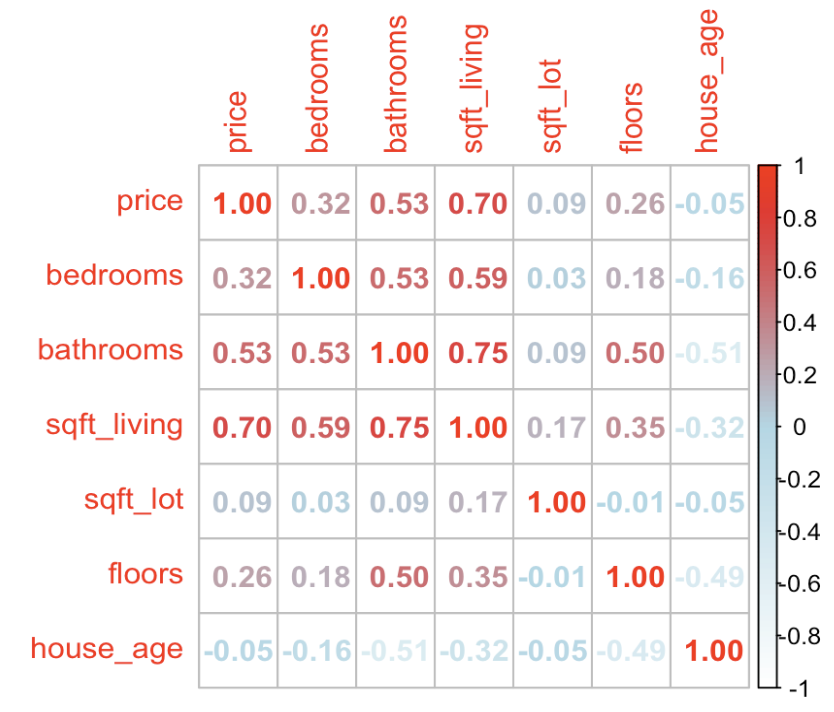 price bedrooms bathrooms sqft_living sqft_lot floors house_age
price 1.00 0.32 0.53 0.70 0.09 0.26 -0.05
bedrooms 0.32 1.00 0.53 0.59 0.03 0.18 -0.16
bathrooms 0.53 0.53 1.00 0.75 0.09 0.50 -0.51
sqft_living 0.70 0.59 0.75 1.00 0.17 0.35 -0.32
sqft_lot 0.09 0.03 0.09 0.17 1.00 -0.01 -0.05
floors 0.26 0.18 0.50 0.35 -0.01 1.00 -0.49
house_age -0.05 -0.16 -0.51 -0.32 -0.05 -0.49 1.00
1
0.8
0.6
0.4
0.2
0
-0.2
-0.4
-0.6
-0.8
-1